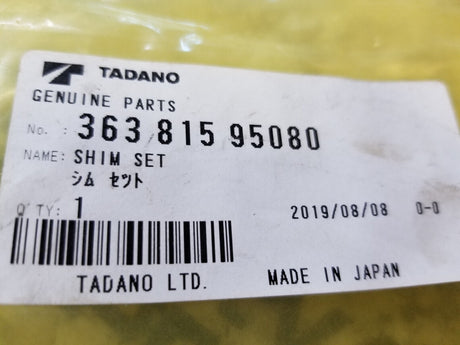 TADANO
GENUINE PARTS
No. : 363 815 95080
NAME: SHIM SET
シム セツト
Q'TY: 1 2019/08/08 0-0
TADANO LTD. MADE IN JAPAN